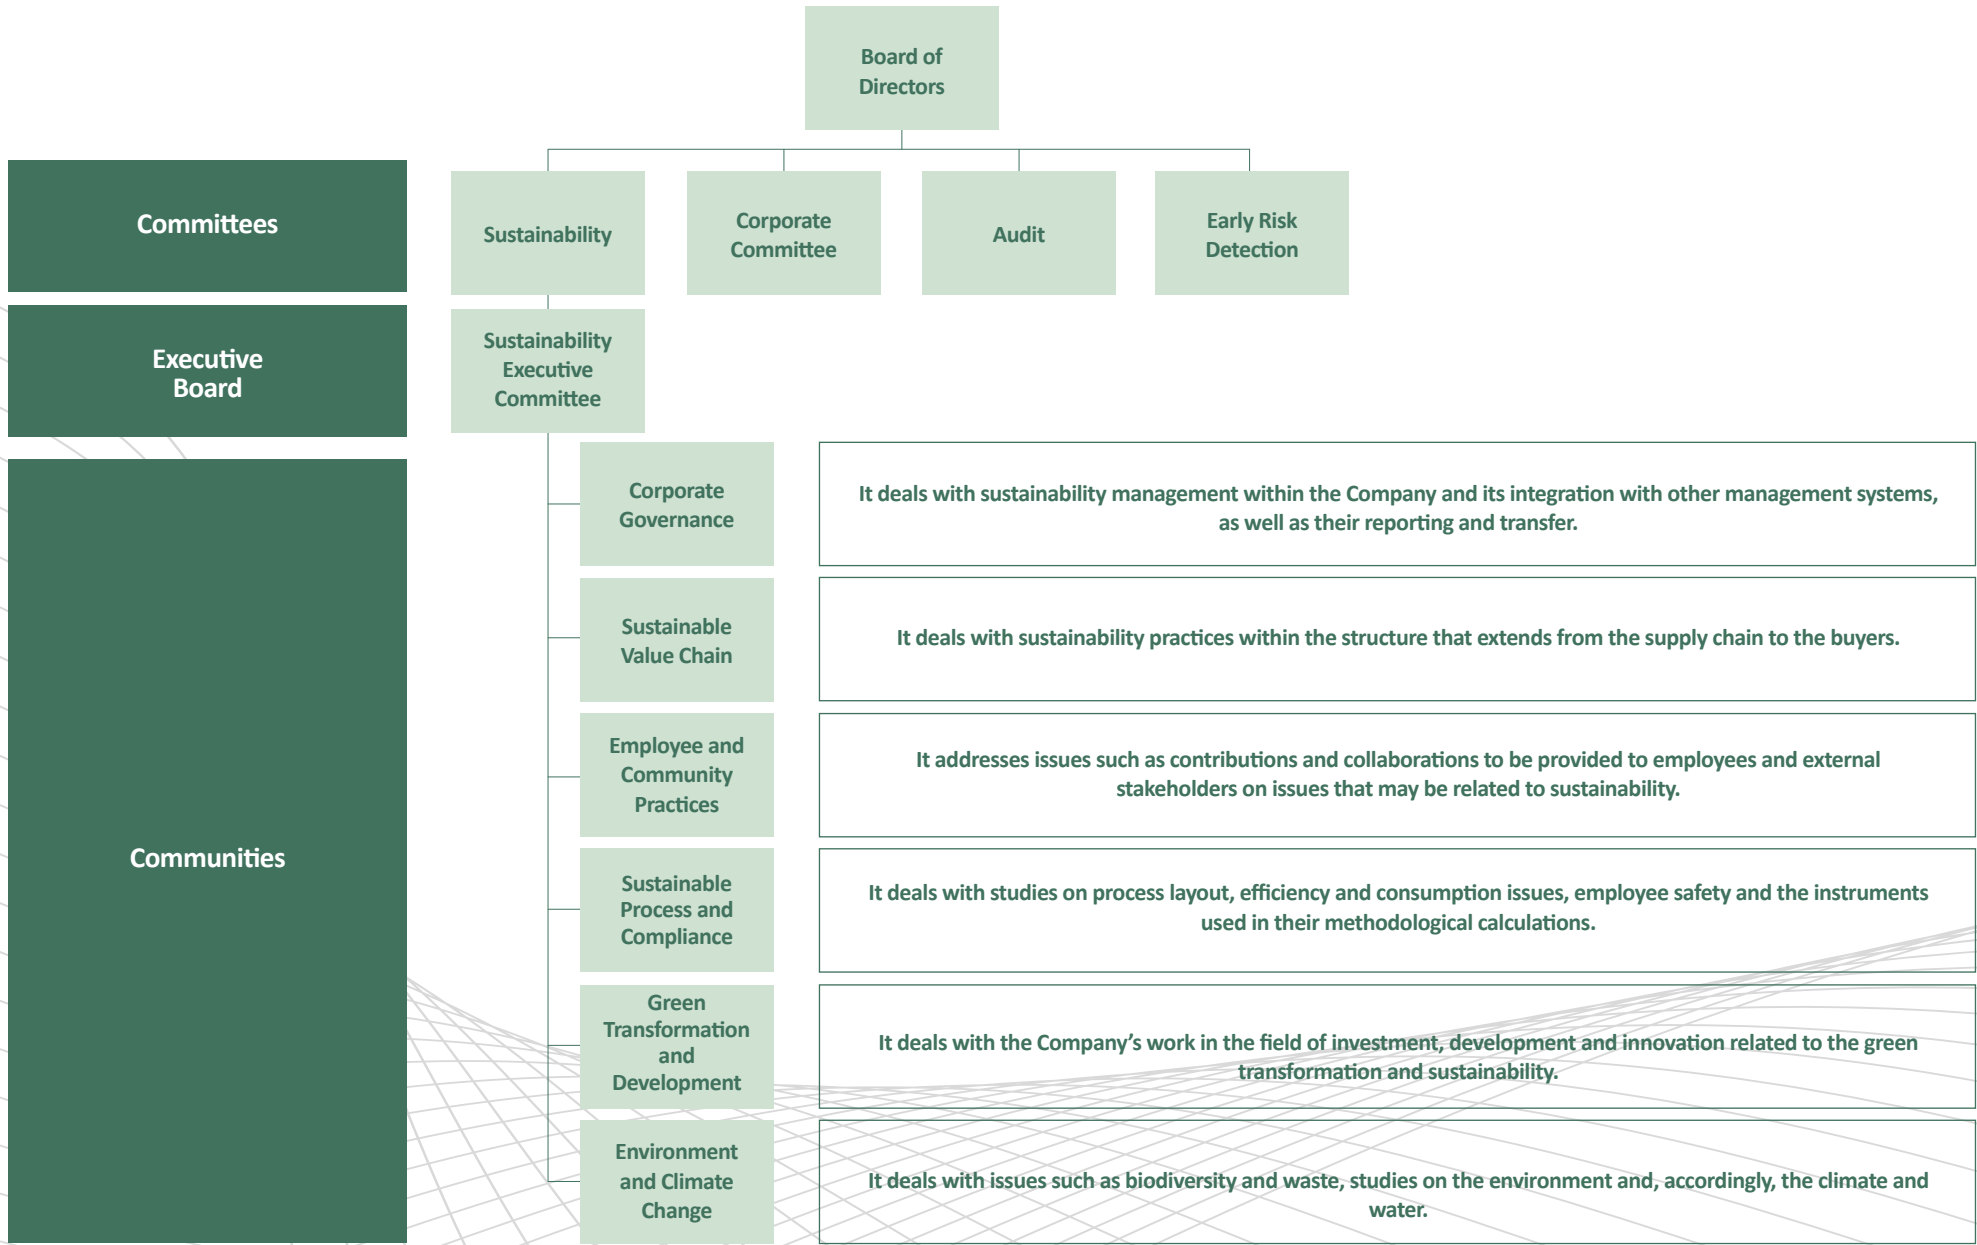 Board of
Directors
Committees
Sustainability
Corporate
Committee
Audit
Early Risk
Detection
Executive
Board
Sustainability
Executive
Committee
Communities
Corporate
Governance
It deals with sustainability management within the Company and its integration with other management systems,
as well as their reporting and transfer.
Sustainable
Value Chain
It deals with sustainability practices within the structure that extends from the supply chain to the buyers.
Employee and
Community
Practices
It addresses issues such as contributions and collaborations to be provided to employees and external
stakeholders on issues that may be related to sustainability.
Sustainable
Process and
Compliance
It deals with studies on process layout, efficiency and consumption issues, employee safety and the instruments
used in their methodological calculations.
Green
Transformation
and
Development
It deals with the Company’s work in the field of investment, development and innovation related to the green
transformation and sustainability.
Environment
and Climate
Change
It deals with issues such as biodiversity and waste, studies on the environment and, accordingly, the climate and
water.